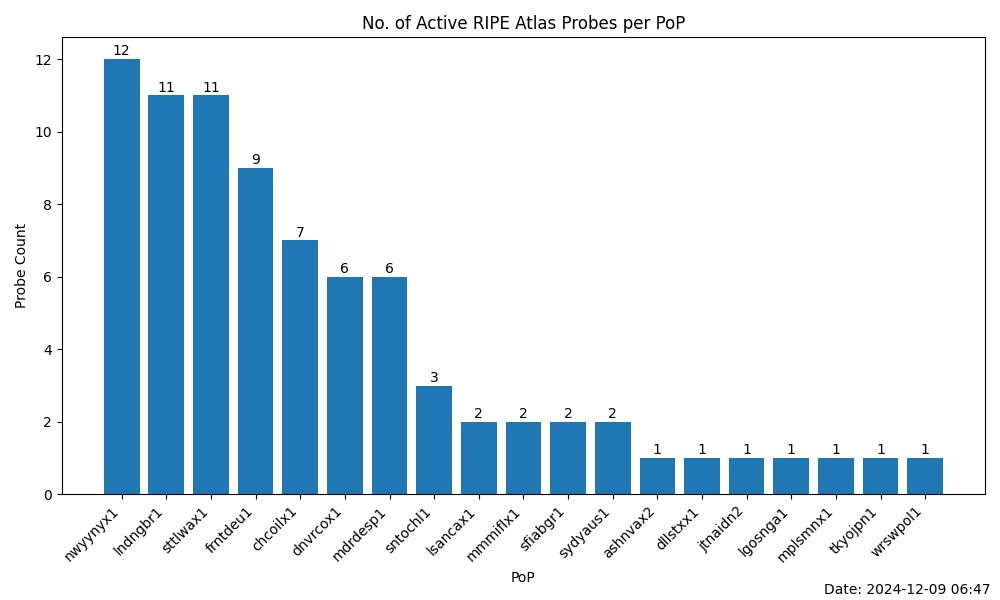 No. of Active RIPE Atlas Probes per PoP
Probe Count
12
10
8
6
4
2
0
12
11
11
9
7
6
6
3
2
2
2
2
1
1
1
1
1
1
1
nwyynyx1
lndngbr1
sttlwax1
frntdeu1
chcoilx1
dnvrcox1
mdrdesp1
sntochl1
lsancax1
mmmiflx1
sfiabgr1
sydyaus1
ashnvax2
dllstxx1
jtnaidn2
lgosnga1
mplsmnx1
tkyojpn1
wrswpol1
PoP
Date: 2024-12-09 06:47